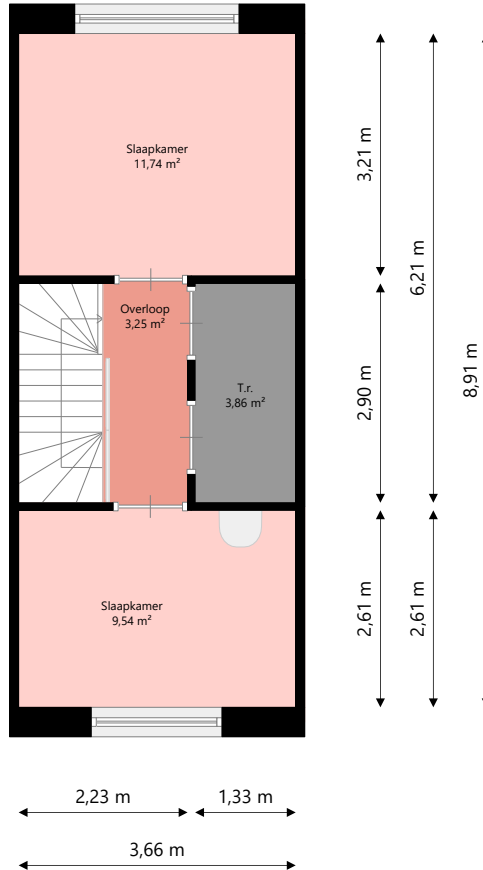 Slaapkamer
11,74 m²
Overloop
3,25 m²
T.r.
3,86 m²
Slaapkamer
9,54 m²
3,21 m
6,21 m
8,91 m
2,90 m
2,61 m
2,61 m
2,23 m
1,33 m
3,66 m